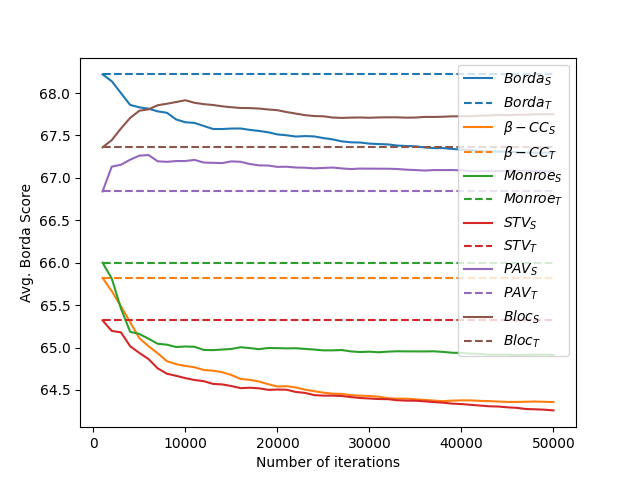 68.0
67.5
67.0
66.5
66.0
65.5
65.0
64.5
Avg. Borda Score
0
10000
20000
30000
40000
50000
Number of iterations
Borda_S
Borda_T
β − CC_S
β − CC_T
Monroe_S
Monroe_T
STV_S
STV_T
PAV_S
PAV_T
Bloc_S
Bloc_T